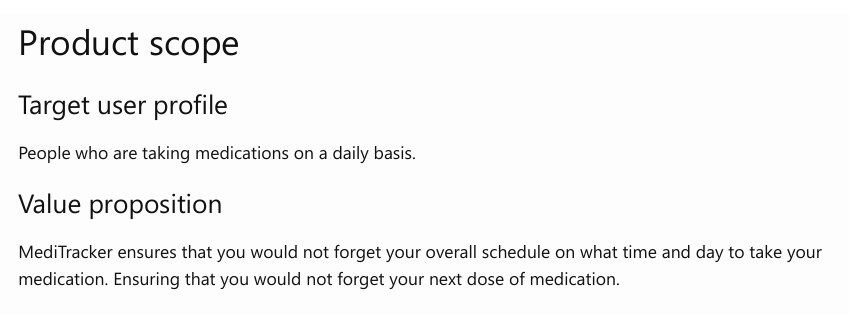 Product scope
Target user profile
People who are taking medications on a daily basis.
Value proposition
MediTracker ensures that you would not forget your overall schedule on what time and day to take your
medication. Ensuring that you would not forget your next dose of medication.